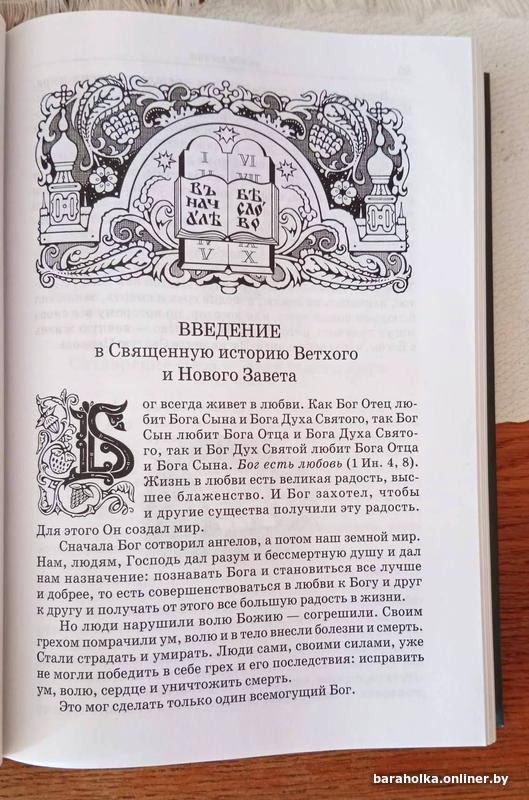 I
VI
ВЪ
НАЧ
АЛѢ
БѢ
СЛО
ВО
IV
IX
V
X
ВВЕДЕНИЕ
в Священную историю Ветхого
и Нового Завета
Бог всегда живет в любви. Как Бог Отец лю-
бит Бога Сына и Бога Духа Святого, так Бог
Сын любит Бога Отца и Бога Духа Свято-
го, так и Бог Дух Святой любит Бога Отца
и Бога Сына. Бог есть любовь (1 Ин. 4, 8).
Жизнь в любви есть великая радость, выс-
шее блаженство. И Бог захотел, чтобы
и другие существа получили эту радость.
Для этого Он создал мир.
Сначала Бог сотворил ангелов, а потом наш земной мир.
Нам, людям, Господь дал разум и бессмертную душу и дал
нам назначение: познавать Бога и становиться все лучше
и добрее, то есть совершенствоваться в любви к Богу и друг
к другу и получать от этого все большую радость в жизни.
Но люди нарушили волю Божию — согрешили. Своим
грехом помрачили ум, волю и в тело внесли болезни и смерть.
Стали страдать и умирать. Люди сами, своими силами, уже
не могли победить в себе грех и его последствия: исправить
ум, волю, сердце и уничтожить смерть.
Это мог сделать только один всемогущий Бог.
baraholka.onliner.by